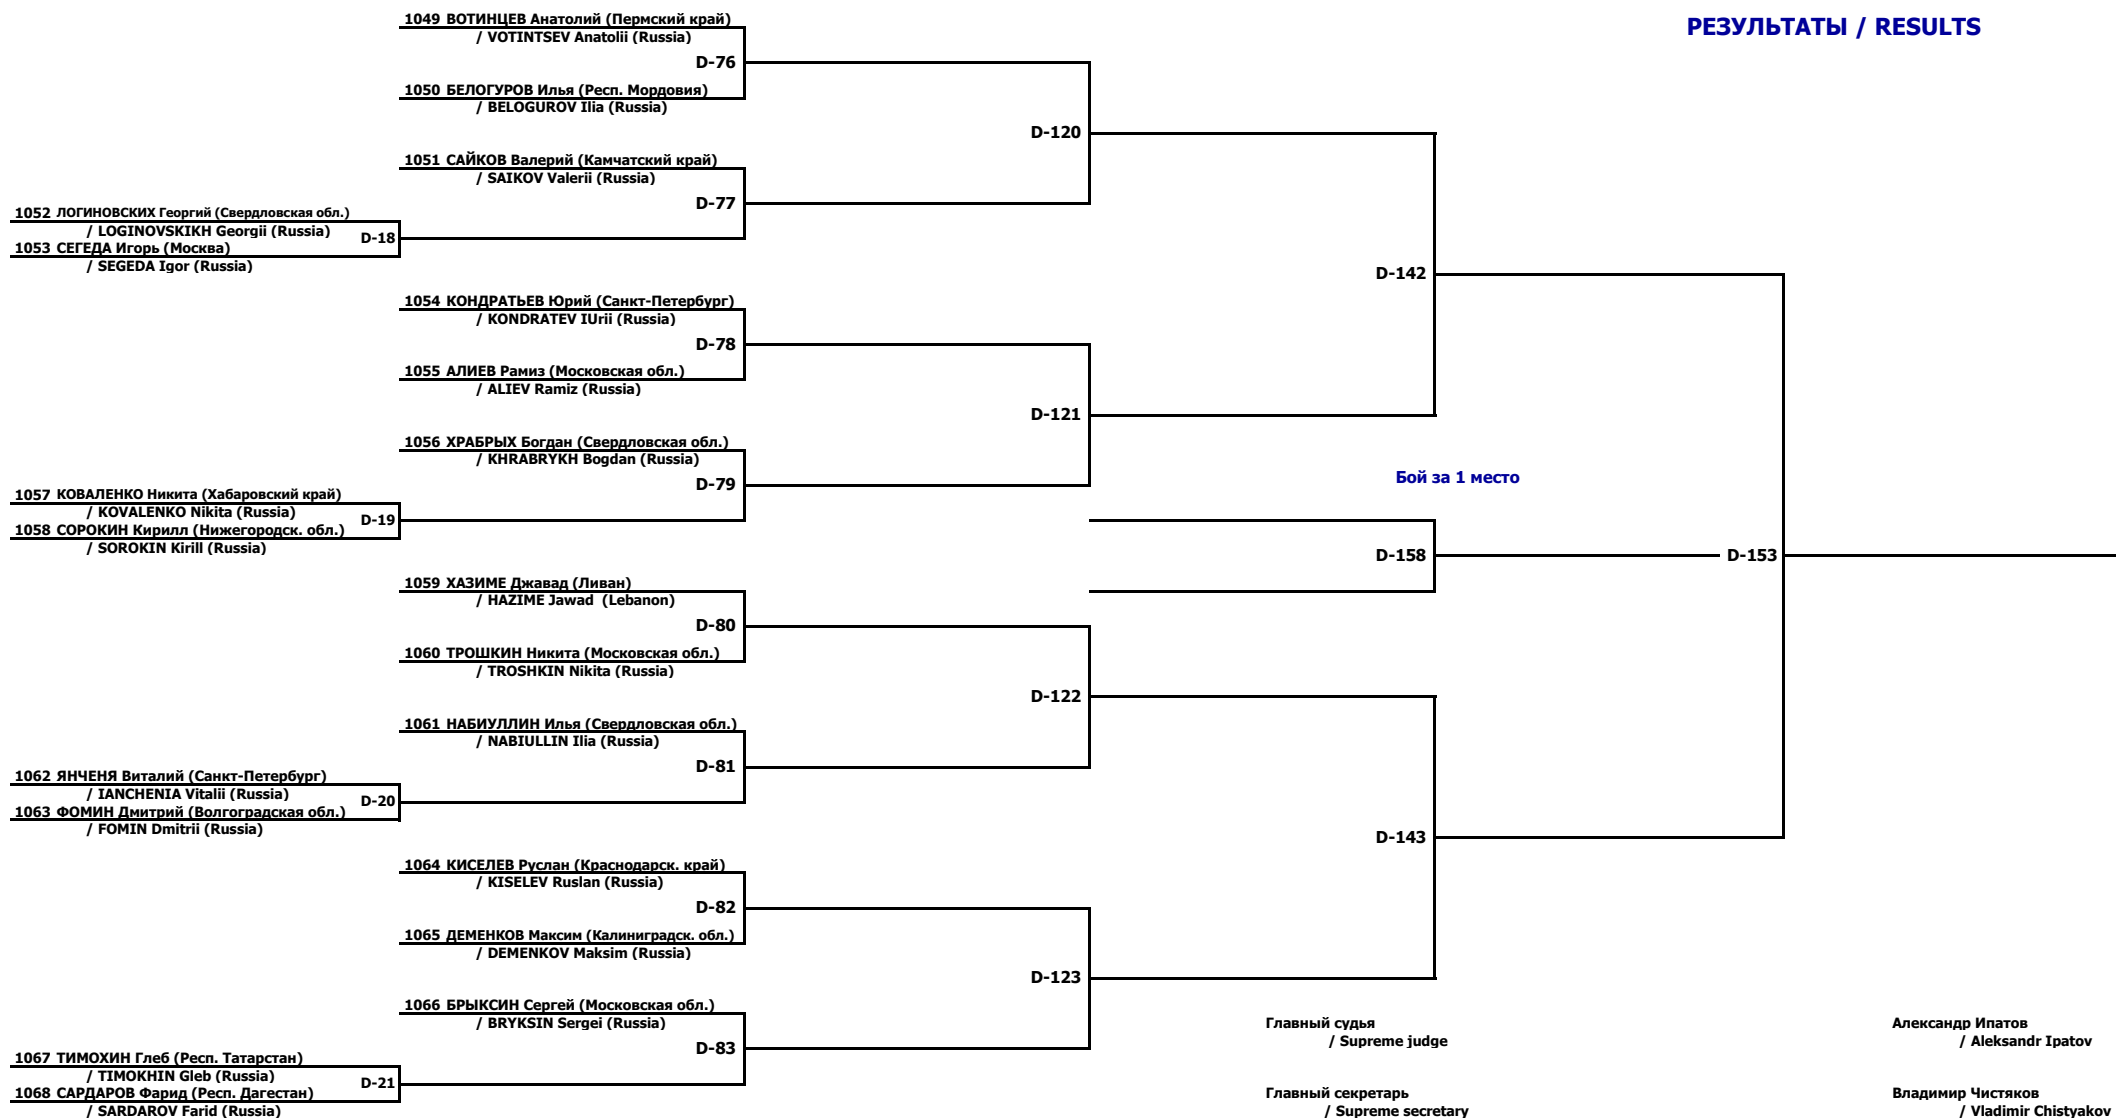 РЕЗУЛЬТАТЫ / RESULTS
1049 ВОТИНЦЕВ Анатолий (Пермский край)
/ VOTINTSEV Anatolii (Russia)
D-76
1050 БЕЛОГУРОВ Илья (Респ. Мордовия)
/ BELOGUROV Ilia (Russia)
D-120
1051 САЙКОВ Валерий (Камчатский край)
/ SAIKOV Valerii (Russia)
D-77
1052 ЛОГИНОВСКИХ Георгий (Свердловская обл.)
/ LOGINOVSKIKH Georgii (Russia)
D-18
1053 СЕГЕДА Игорь (Москва)
/ SEGEDA Igor (Russia)
D-142
1054 КОНДРАТЬЕВ Юрий (Санкт-Петербург)
/ KONDRATEV IUrii (Russia)
D-78
1055 АЛИЕВ Рамиз (Московская обл.)
/ ALIEV Ramiz (Russia)
D-121
1056 ХРАБРЫХ Богдан (Свердловская обл.)
/ KHRABRYKH Bogdan (Russia)
Бой за 1 место
D-79
1057 КОВАЛЕНКО Никита (Хабаровский край)
/ KOVALENKO Nikita (Russia)
D-19
1058 СОРОКИН Кирилл (Нижегородск. обл.)
/ SOROKIN Kirill (Russia)
D-158
D-153
1059 ХАЗИМЕ Джавад (Ливан)
/ HAZIME Jawad (Lebanon)
D-80
1060 ТРОШКИН Никита (Московская обл.)
/ TROSHKIN Nikita (Russia)
D-122
1061 НАБИУЛЛИН Илья (Свердловская обл.)
/ NABIULLIN Ilia (Russia)
D-81
1062 ЯНЧЕНЯ Виталий (Санкт-Петербург)
/ IANCHENIA Vitalii (Russia)
D-20
1063 ФОМИН Дмитрий (Волгоградская обл.)
/ FOMIN Dmitrii (Russia)
D-143
1064 КИСЕЛЕВ Руслан (Краснодарск. край)
/ KISELEV Ruslan (Russia)
D-82
1065 ДЕМЕНКОВ Максим (Калиниградск. обл.)
/ DEMENKOV Maksim (Russia)
D-123
1066 БРЫКСИН Сергей (Московская обл.)
/ BRYKSIN Sergei (Russia)
Главный судья
/ Supreme judge
Александр Ипатов
/ Aleksandr Ipatov
D-83
1067 ТИМОХИН Глеб (Респ. Татарстан)
/ TIMOKHIN Gleb (Russia)
D-21
1068 САРДАРОВ Фарид (Респ. Дагестан)
/ SARDAROV Farid (Russia)
Главный секретарь
/ Supreme secretary
Владимир Чистяков
/ Vladimir Chistyakov